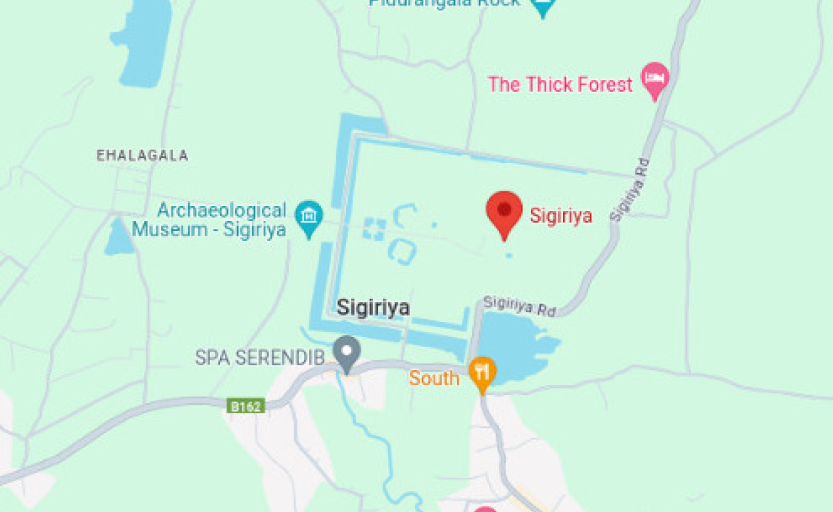 Pidurangala Rock
The Thick Forest
EHALAGALA
Sigiriya Rd
Archaeological
Museum - Sigiriya
Sigiriya
Sigiriya
Sigiriya Rd
SPA SERENDIB
South
B162